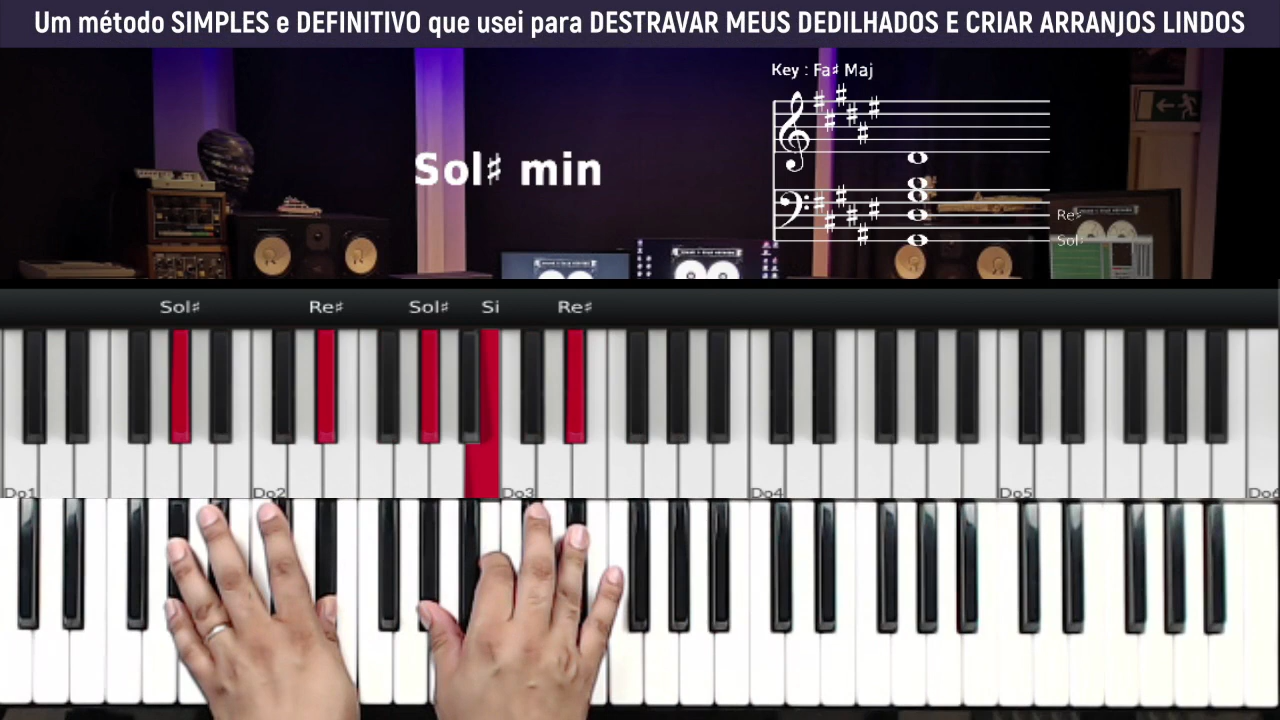 Um método SIMPLES e DEFINITIVO que usei para DESTRAVAR MEUS DEDILHADOS E CRIAR ARRANJOS LINDOS
Key : Fa♯ Maj
Sol♯ min
Re♯
Sol♯
Sol♯ Re♯ Sol♯ Si Re♯
Do1 Do2 Do3 Do4 Do5